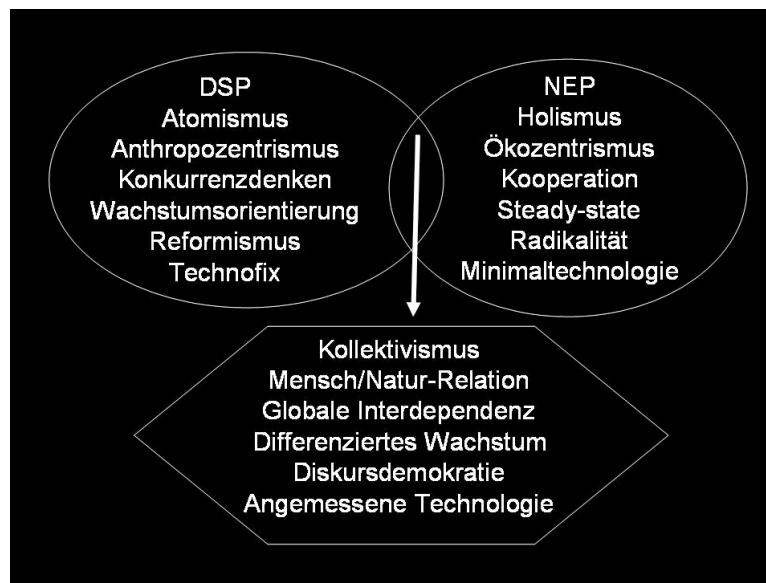 DSP
Atomismus
Anthropozentrismus
Konkurrenzdenken
Wachstumsorientierung
Reformismus
Technofix
NEP
Holismus
Ökozentrismus
Kooperation
Steady-state
Radikalität
Minimaltechnologie
Kollektivismus
Mensch/Natur-Relation
Globale Interdependenz
Differenziertes Wachstum
Diskursdemokratie
Angemessene Technologie